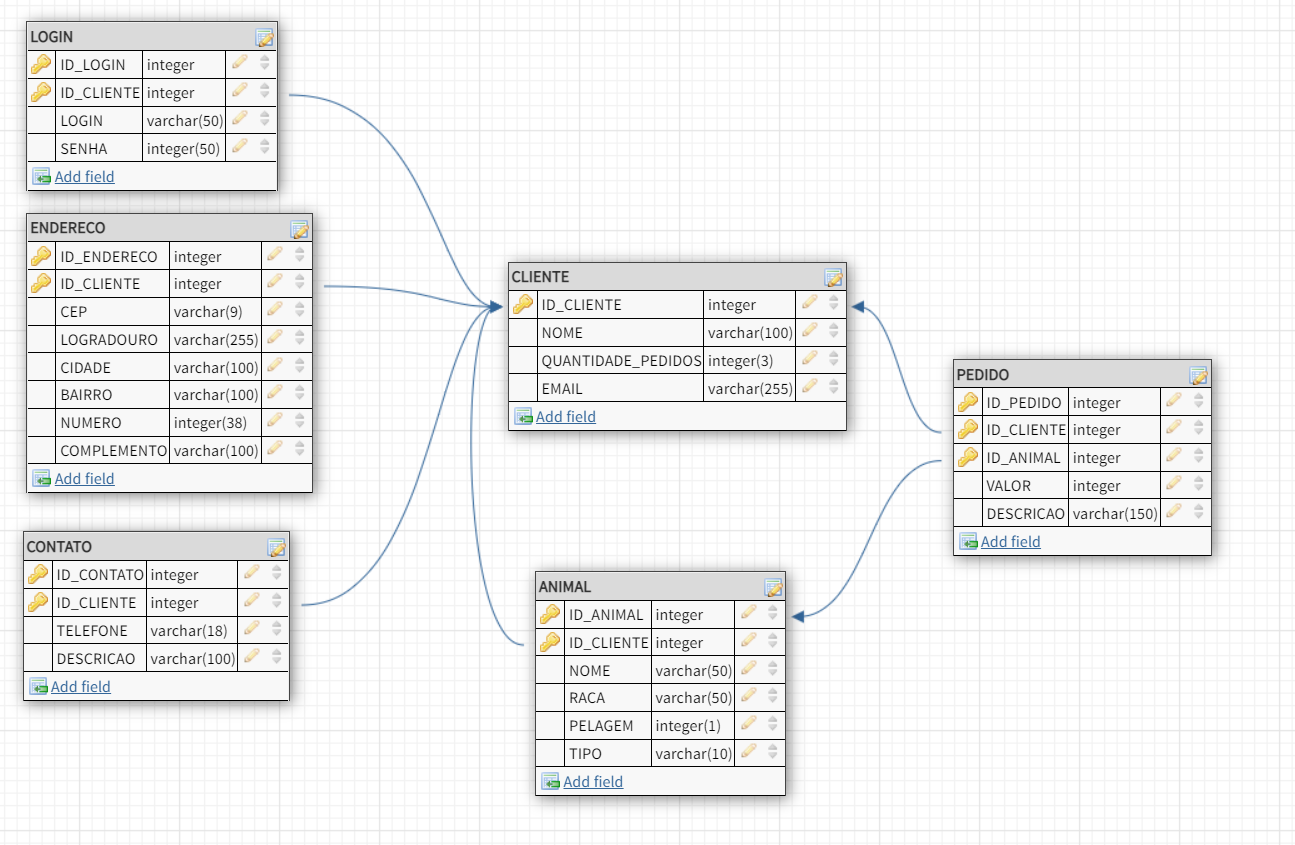 LOGIN
ID_LOGIN integer
ID_CLIENTE integer
LOGIN varchar(50)
SENHA integer(50)
Add field
ENDERECO
ID_ENDERECO integer
ID_CLIENTE integer
CEP varchar(9)
LOGRADOURO varchar(255)
CIDADE varchar(100)
BAIRRO varchar(100)
NUMERO integer(38)
COMPLEMENTO varchar(100)
Add field
CONTATO
ID_CONTATO integer
ID_CLIENTE integer
TELEFONE varchar(18)
DESCRICAO varchar(100)
Add field
CLIENTE
ID_CLIENTE integer
NOME varchar(100)
QUANTIDADE_PEDIDOS integer(3)
EMAIL varchar(255)
Add field
ANIMAL
ID_ANIMAL integer
ID_CLIENTE integer
NOME varchar(50)
RACA varchar(50)
PELAGEM integer(1)
TIPO varchar(10)
Add field
PEDIDO
ID_PEDIDO integer
ID_CLIENTE integer
ID_ANIMAL integer
VALOR integer
DESCRICAO varchar(150)
Add field